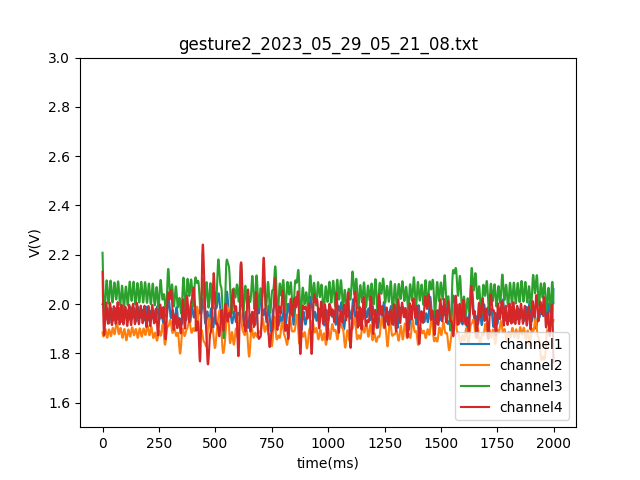 gesture2_2023_05_29_05_21_08.txt
3.0
2.8
2.6
2.4
2.2
2.0
1.8
1.6
V(V)
channel1
channel2
channel3
channel4
0 250 500 750 1000 1250 1500 1750 2000
time(ms)